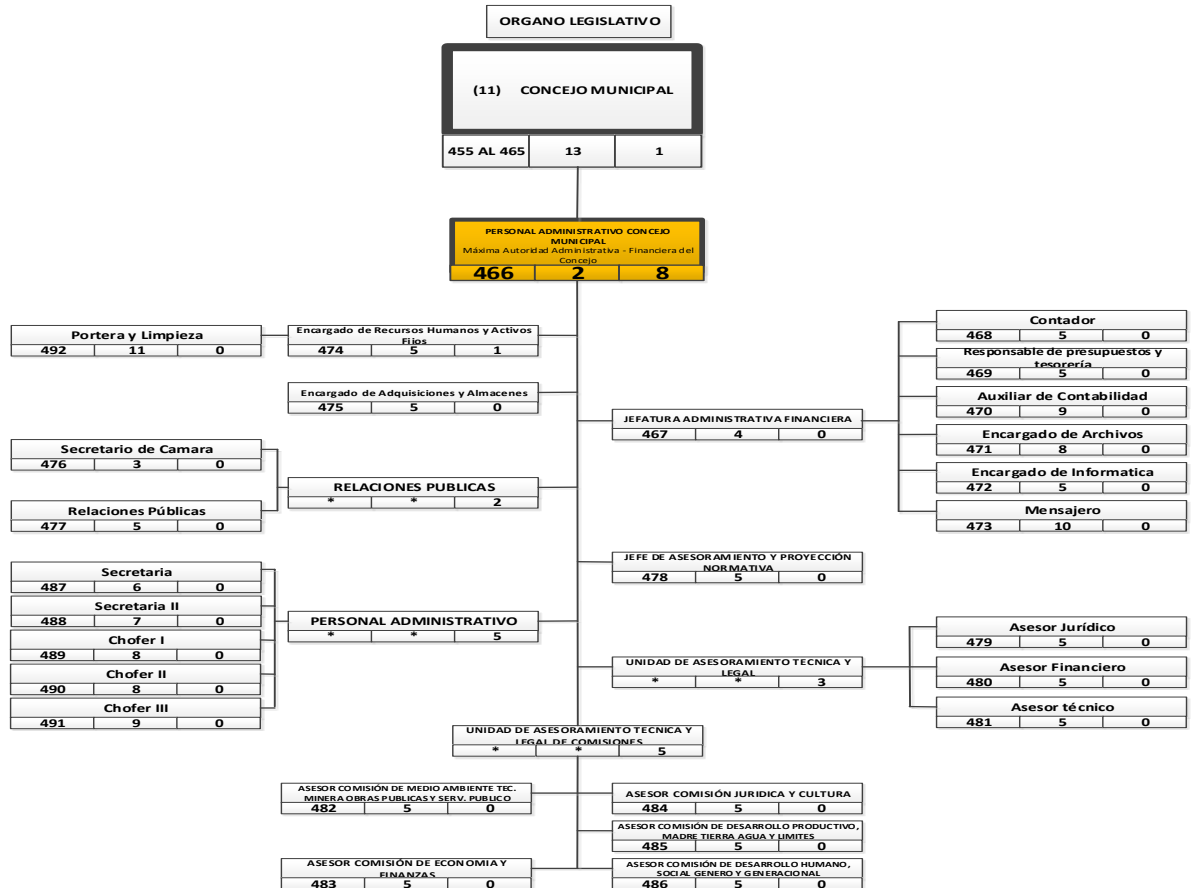 ORGANO LEGISLATIVO
(11) CONCEJO MUNICIPAL
455 AL 465 13 1
PERSONAL ADMINISTRATIVO CONCEJO
MUNICIPAL
Máxima Autoridad Administrativa - Financiera del
Concejo
466 2 8
Portera y Limpieza
492 11 0
Encargado de Recursos Humanos y Activos
Fijos
474 5 1
Encargado de Adquisiciones y Almacenes
475 5 0
Secretario de Camara
476 3 0
Relaciones Públicas
477 5 0
RELACIONES PUBLICAS
* * 2
Secretaria
487 6 0
Secretaria II
488 7 0
Chofer I
489 8 0
Chofer II
490 8 0
Chofer III
491 9 0
PERSONAL ADMINISTRATIVO
* * 5
JEFATURA ADMINISTRATIVA FINANCIERA
467 4 0
Contador
468 5 0
Responsable de presupuestos y
tesorería
469 5 0
Auxiliar de Contabilidad
470 9 0
Encargado de Archivos
471 8 0
Encargado de Informatica
472 5 0
Mensajero
473 10 0
JEFE DE ASESORAMIENTO Y PROYECCIÓN
NORMATIVA
478 5 0
UNIDAD DE ASESORAMIENTO TECNICA Y
LEGAL
* * 3
Asesor Jurídico
479 5 0
Asesor Financiero
480 5 0
Asesor técnico
481 5 0
UNIDAD DE ASESORAMIENTO TECNICA Y
LEGAL DE COMISIONES
* * 5
ASESOR COMISIÓN DE MEDIO AMBIENTE TEC.
MINERA OBRAS PUBLICAS Y SERV. PUBLICO
482 5 0
ASESOR COMISIÓN JURIDICA Y CULTURA
484 5 0
ASESOR COMISIÓN DE DESARROLLO PRODUCTIVO,
MADRE TIERRA AGUA Y LIMITES
485 5 0
ASESOR COMISIÓN DE ECONOMIA Y
FINANZAS
483 5 0
ASESOR COMISIÓN DE DESARROLLO HUMANO,
SOCIAL GENERO Y GENERACIONAL
486 5 0